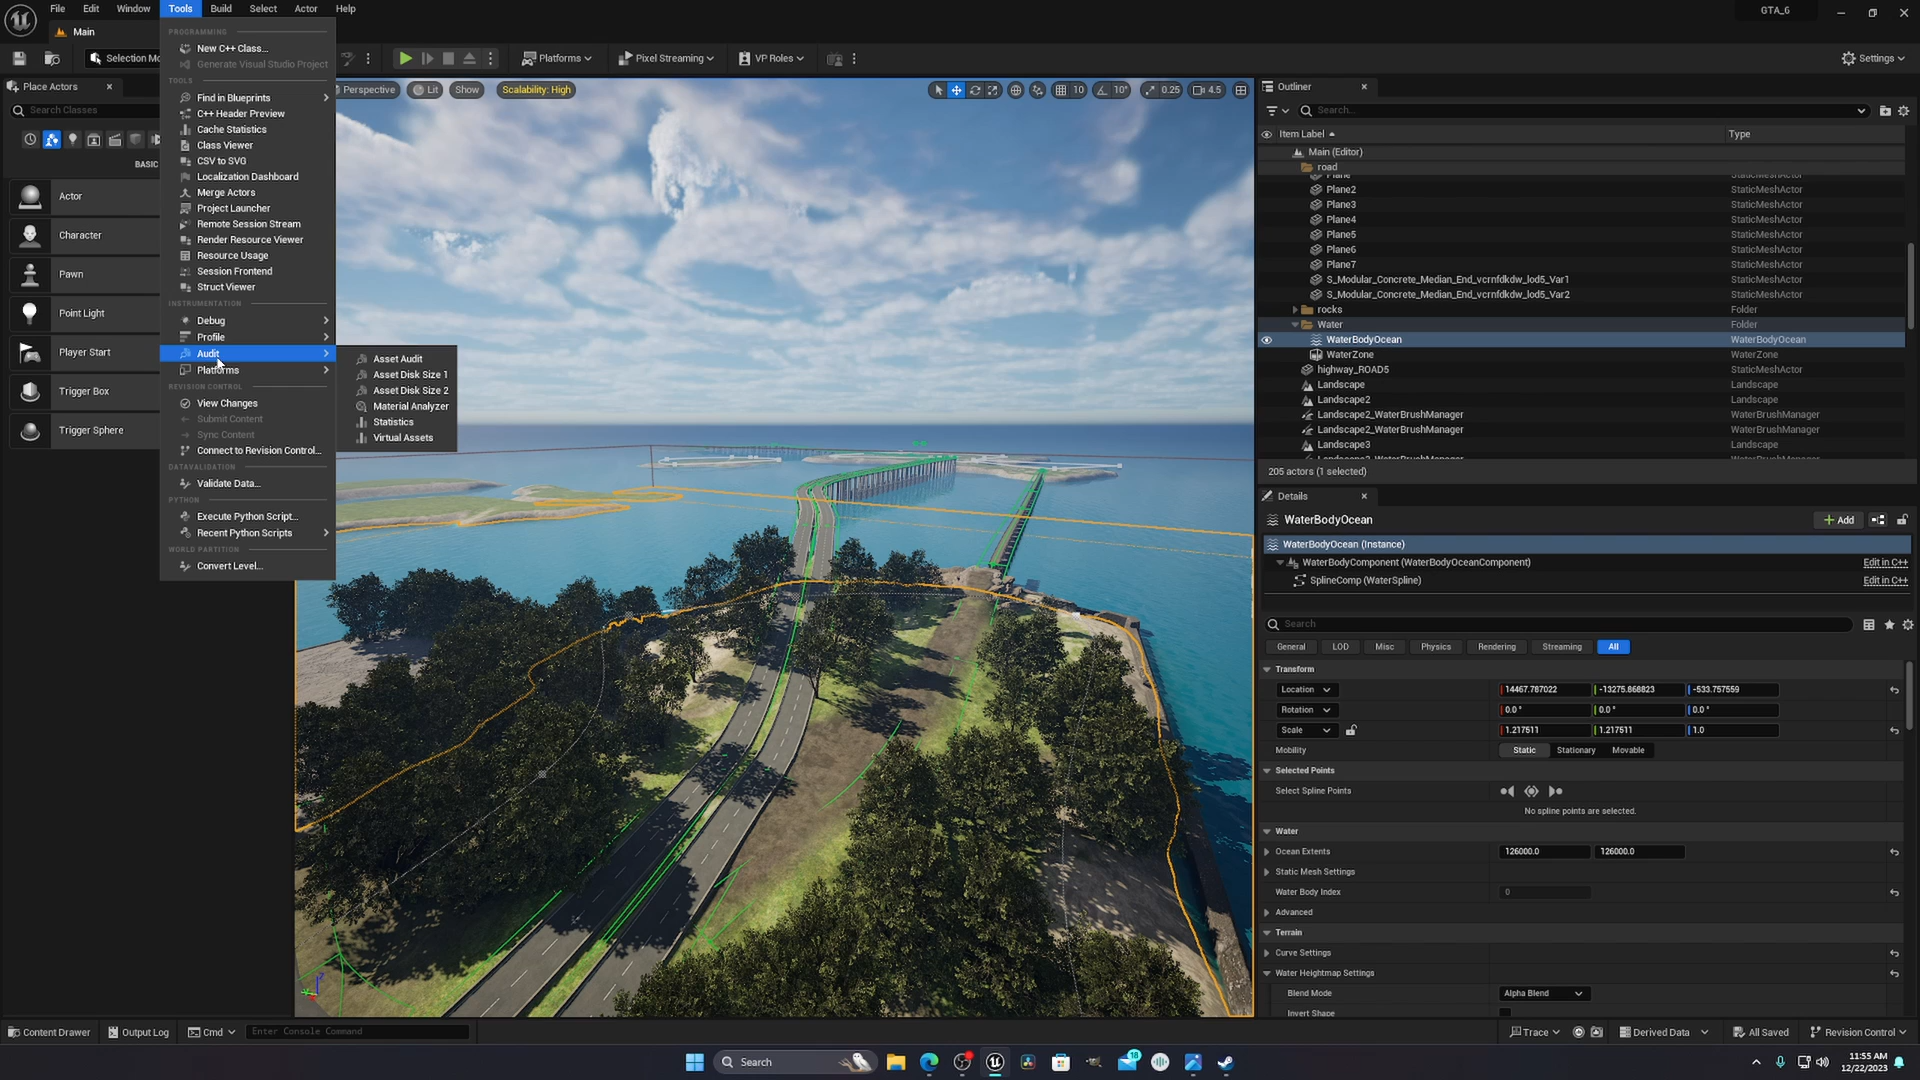 File Edit Window Tools Build Select Actor Help
GTA_6
Main
Selection Mo
Platforms
Pixel Streaming
VP Roles
Settings
Place Actors
Search Classes
BASIC
Actor
Character
Pawn
Point Light
Player Start
Trigger Box
Trigger Sphere
PROGRAMMING
New C++ Class...
Generate Visual Studio Project
TOOLS
Find in Blueprints
C++ Header Preview
Cache Statistics
Class Viewer
CSV to SVG
Localization Dashboard
Merge Actors
Project Launcher
Remote Session Stream
Render Resource Viewer
Resource Usage
Session Frontend
Struct Viewer
INSTRUMENTATION
Debug
Profile
Audit
Platforms
REVISION CONTROL
View Changes
Submit Content
Sync Content
Connect to Revision Control...
DATAVALIDATION
Validate Data...
PYTHON
Execute Python Script...
Recent Python Scripts
WORLD PARTITION
Convert Level...
Asset Audit
Asset Disk Size 1
Asset Disk Size 2
Material Analyzer
Statistics
Virtual Assets
Perspective
Lit
Show
Scalability: High
10
10°
0.25
4.5
Outliner
Search...
Item Label
Type
Main (Editor)
road
Plane2 StaticMeshActor
Plane3 StaticMeshActor
Plane4 StaticMeshActor
Plane5 StaticMeshActor
Plane6 StaticMeshActor
Plane7 StaticMeshActor
S_Modular_Concrete_Median_End_vcrnfdkdw_lod5_Var1 StaticMeshActor
S_Modular_Concrete_Median_End_vcrnfdkdw_lod5_Var2 StaticMeshActor
rocks Folder
Water Folder
WaterBodyOcean WaterBodyOcean
WaterZone WaterZone
highway_ROAD5 StaticMeshActor
Landscape Landscape
Landscape2 Landscape
Landscape2_WaterBrushManager WaterBrushManager
Landscape2_WaterBrushManager WaterBrushManager
Landscape3 Landscape
205 actors (1 selected)
Details
WaterBodyOcean
Add
WaterBodyOcean (Instance)
WaterBodyComponent (WaterBodyOceanComponent) Edit in C++
SplineComp (WaterSpline) Edit in C++
Search
General LOD Misc Physics Rendering Streaming All
Transform
Location 14467.787022 -13275.868823 -533.757559
Rotation 0.0 ° 0.0 ° 0.0 °
Scale 1.217511 1.217511 1.0
Mobility Static Stationary Movable
Selected Points
Select Spline Points
No spline points are selected.
Water
Ocean Extents 126000.0 126000.0
Static Mesh Settings
Water Body Index 0
Advanced
Terrain
Curve Settings
Water Heightmap Settings
Blend Mode Alpha Blend
Invert Shape
Content Drawer
Output Log
Cmd
Enter Console Command
Trace
Derived Data
All Saved
Revision Control
Search
18
11:55 AM
12/22/2023